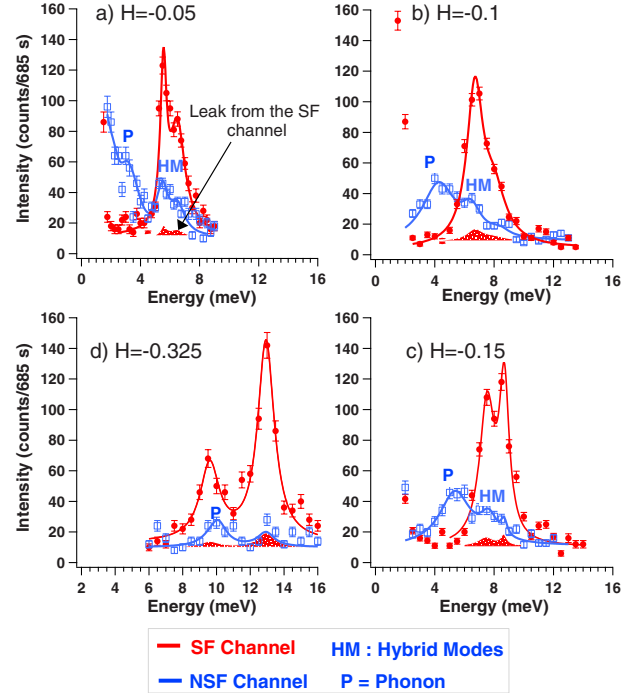 a) H=-0.05
b) H=-0.1
Intensity (counts/685 s)
160
140
120
100
80
60
40
20
0
P
HM
Leak from the SF
channel
0 4 8 12 16
Energy (meV)
160
140
120
100
80
60
40
20
0
P
HM
0 4 8 12 16
Energy (meV)
d) H=-0.325
c) H=-0.15
Intensity (counts/685 s)
160
140
120
100
80
60
40
20
0
P
2 4 6 8 10 12 14 16
Energy (meV)
160
140
120
100
80
60
40
20
0
P
HM
0 4 8 12 16
Energy (meV)
SF Channel
HM : Hybrid Modes
NSF Channel
P = Phonon